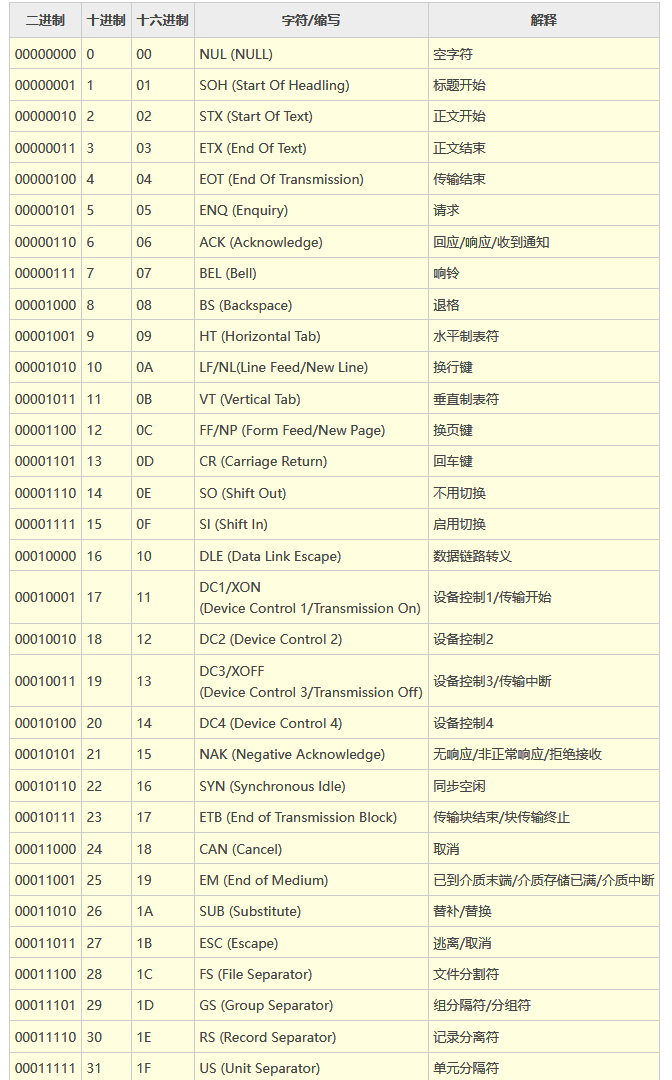 二进制 十进制 十六进制 字符/缩写 解释
00000000 0 00 NUL (NULL) 空字符
00000001 1 01 SOH (Start Of Headling) 标题开始
00000010 2 02 STX (Start Of Text) 正文开始
00000011 3 03 ETX (End Of Text) 正文结束
00000100 4 04 EOT (End Of Transmission) 传输结束
00000101 5 05 ENQ (Enquiry) 请求
00000110 6 06 ACK (Acknowledge) 回应/响应/收到通知
00000111 7 07 BEL (Bell) 响铃
00001000 8 08 BS (Backspace) 退格
00001001 9 09 HT (Horizontal Tab) 水平制表符
00001010 10 0A LF/NL(Line Feed/New Line) 换行键
00001011 11 0B VT (Vertical Tab) 垂直制表符
00001100 12 0C FF/NP (Form Feed/New Page) 换页键
00001101 13 0D CR (Carriage Return) 回车键
00001110 14 0E SO (Shift Out) 不用切换
00001111 15 0F SI (Shift In) 启用切换
00010000 16 10 DLE (Data Link Escape) 数据链路转义
00010001 17 11 DC1/XON
(Device Control 1/Transmission On) 设备控制1/传输开始
00010010 18 12 DC2 (Device Control 2) 设备控制2
00010011 19 13 DC3/XOFF
(Device Control 3/Transmission Off) 设备控制3/传输中断
00010100 20 14 DC4 (Device Control 4) 设备控制4
00010101 21 15 NAK (Negative Acknowledge) 无响应/非正常响应/拒绝接收
00010110 22 16 SYN (Synchronous Idle) 同步空闲
00010111 23 17 ETB (End of Transmission Block) 传输块结束/块传输终止
00011000 24 18 CAN (Cancel) 取消
00011001 25 19 EM (End of Medium) 已到介质末端/介质存储已满/介质中断
00011010 26 1A SUB (Substitute) 替补/替换
00011011 27 1B ESC (Escape) 逃离/取消
00011100 28 1C FS (File Separator) 文件分割符
00011101 29 1D GS (Group Separator) 组分隔符/分组符
00011110 30 1E RS (Record Separator) 记录分离符
00011111 31 1F US (Unit Separator) 单元分隔符